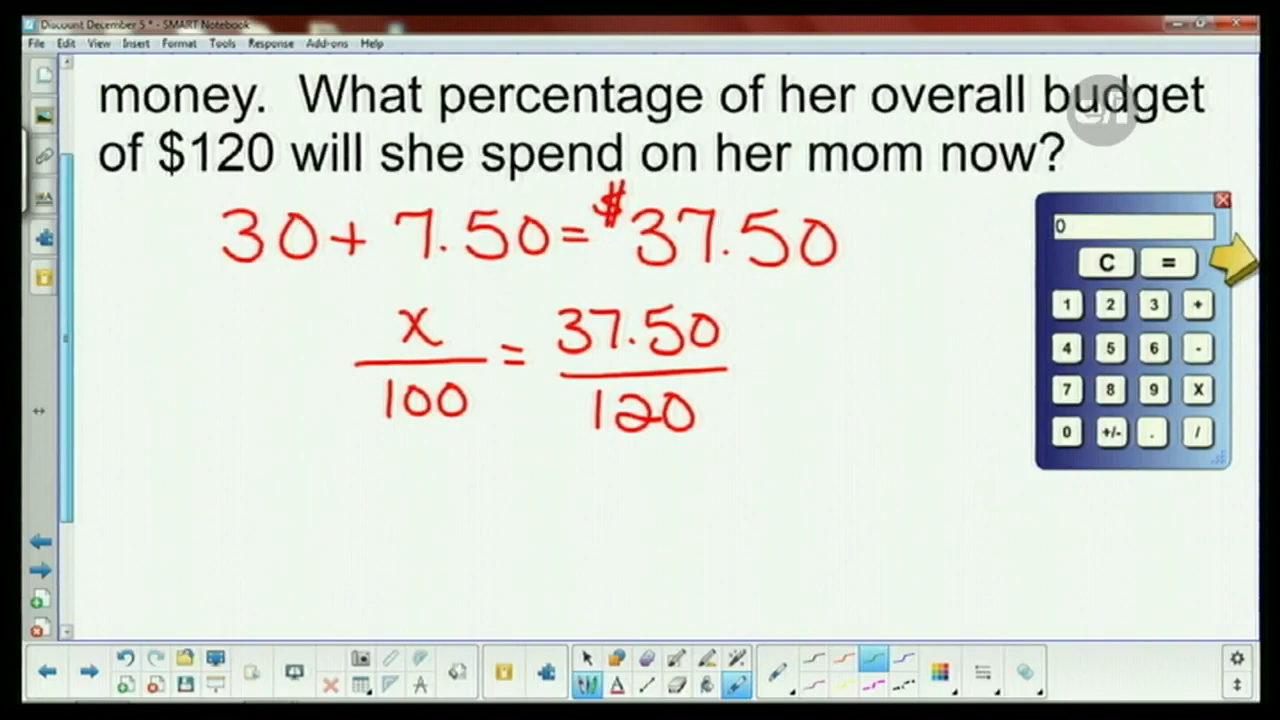 Discount December 5 * - SMART Notebook
File Edit View Insert Format Tools Response Add-ons Help
money. What percentage of her overall budget
of $120 will she spend on her mom now?
30 + 7.50 = $37.50
x = 37.50
100 120
0
C =
1 2 3 +
4 5 6 -
7 8 9 X
0 +/- . /